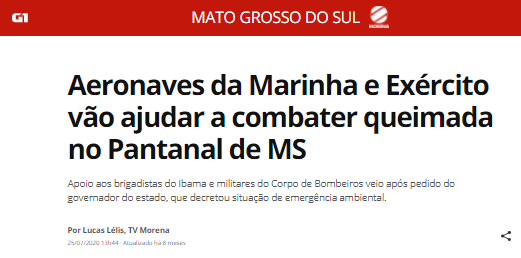 G1
MATO GROSSO DO SUL
MORENA
Aeronaves da Marinha e Exército
vão ajudar a combater queimada
no Pantanal de MS
Apoio aos brigadistas do Ibama e militares do Corpo de Bombeiros veio após pedido do
governador do estado, que decretou situação de emergência ambiental.
Por Lucas Lélis, TV Morena
25/07/2020 13h44 · Atualizado há 8 meses